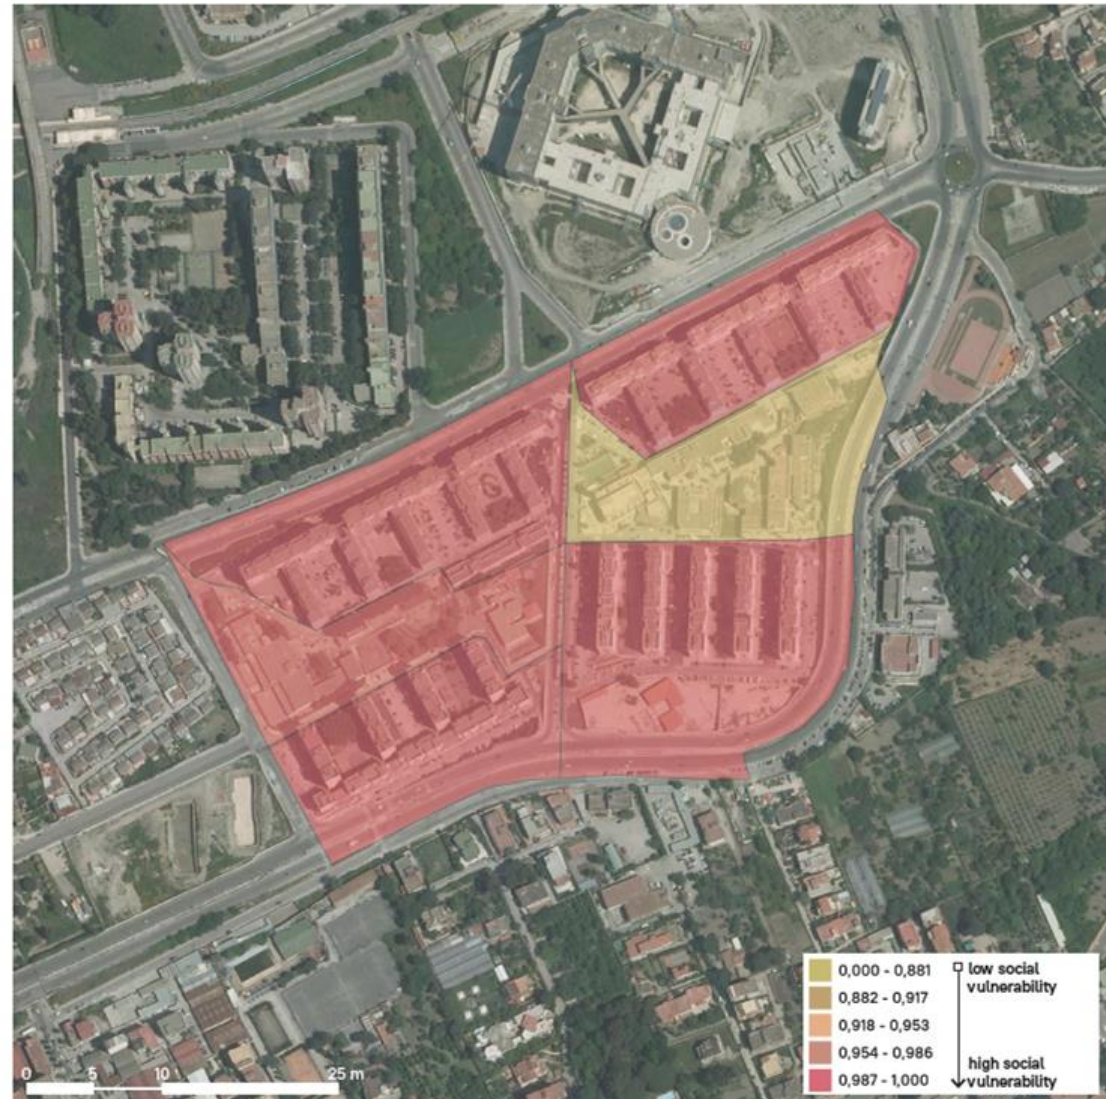 0,000 - 0,881
0,882 - 0,917
0,918 - 0,953
0,954 - 0,986
0,987 - 1,000
low social
vulnerability
high social
vulnerability
0 5 10 25 m